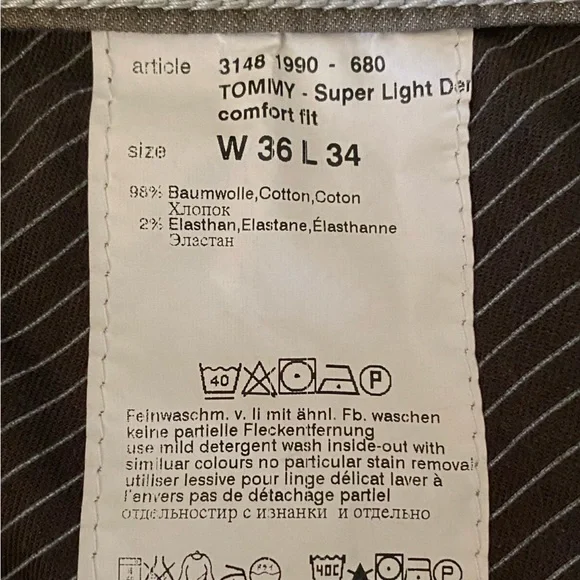 article 3148 1990 - 680
TOMMY - Super Light Der
comfort fit
size W 36 L 34
98% Baumwolle,Cotton,Coton
Хлопок
2% Elasthan,Elastane,Élasthanne
Эластан
40 P
Feinwaschm. v. li mit ähnl. Fb. waschen
keine partielle Fleckentfernung
use mild detergent wash inside-out with
similuar colours no particular stain removal
utiliser lessive pour linge délicat laver à
l'envers pas de détachage partiel
отдельностир с изнанки и отдельно
40C P